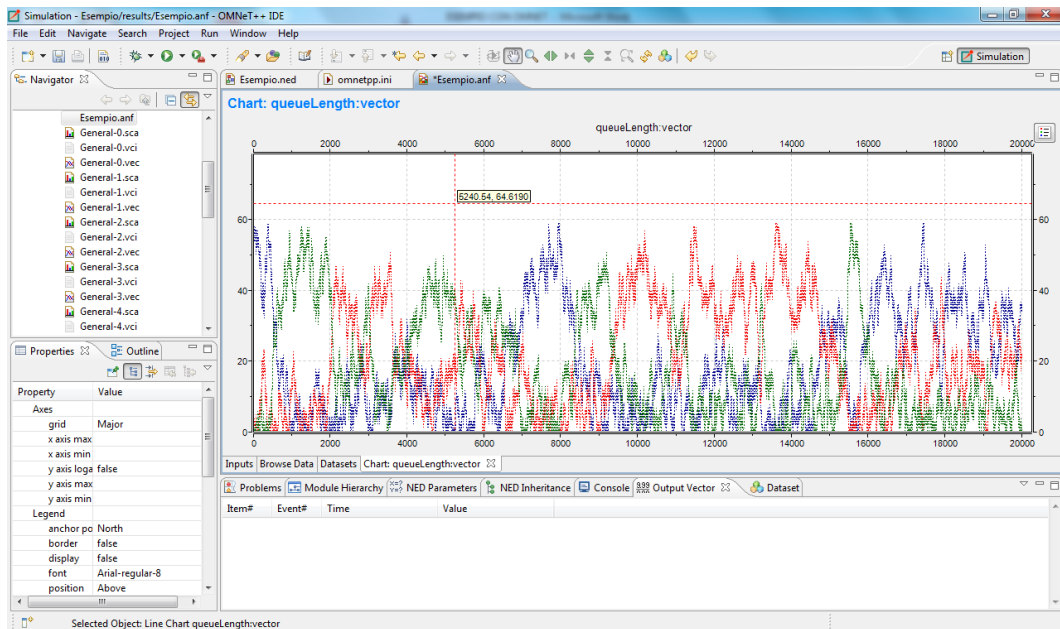 Simulation - Esempio/results/Esempio.anf - OMNeT++ IDE
File Edit Navigate Search Project Run Window Help
Simulation
Navigator
Esempio.anf
General-0.sca
General-0.vci
General-0.vec
General-1.sca
General-1.vci
General-1.vec
General-2.sca
General-2.vci
General-2.vec
General-3.sca
General-3.vci
General-3.vec
General-4.sca
General-4.vci
Properties Outline
Property Value
Axes
grid Major
x axis max
x axis min
y axis loga false
y axis max
y axis min
Legend
anchor po North
border false
display false
font Arial-regular-8
position Above
Esempio.ned omnetpp.ini *Esempio.anf
Chart: queueLength:vector
queueLength:vector
0 2000 4000 6000 8000 10000 12000 14000 16000 18000 20000
5240.54, 64.6190
60 60
40 40
20 20
0 0
0 2000 4000 6000 8000 10000 12000 14000 16000 18000 20000
Inputs Browse Data Datasets Chart: queueLength:vector
Problems Module Hierarchy NED Parameters NED Inheritance Console Output Vector Dataset
Item# Event# Time Value
Selected Object: Line Chart queueLength:vector